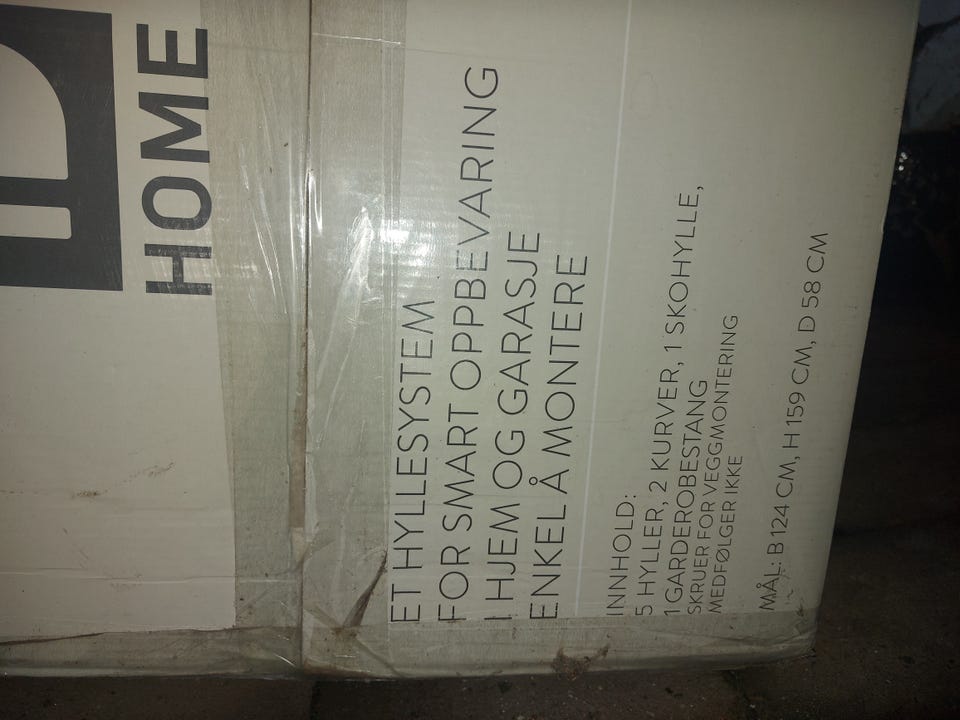 HOME
ET HYLLESYSTEM
FOR SMART OPPBEVARING
I HJEM OG GARASJE
ENKEL Å MONTERE
INNHOLD:
5 HYLLER, 2 KURVER, 1 SKOHYLLE,
1 GARDEROBESTANG
SKRUER FOR VEGGMONTERING
MEDFØLGER IKKE
MÅL: B 124 CM, H 159 CM, D 58 CM